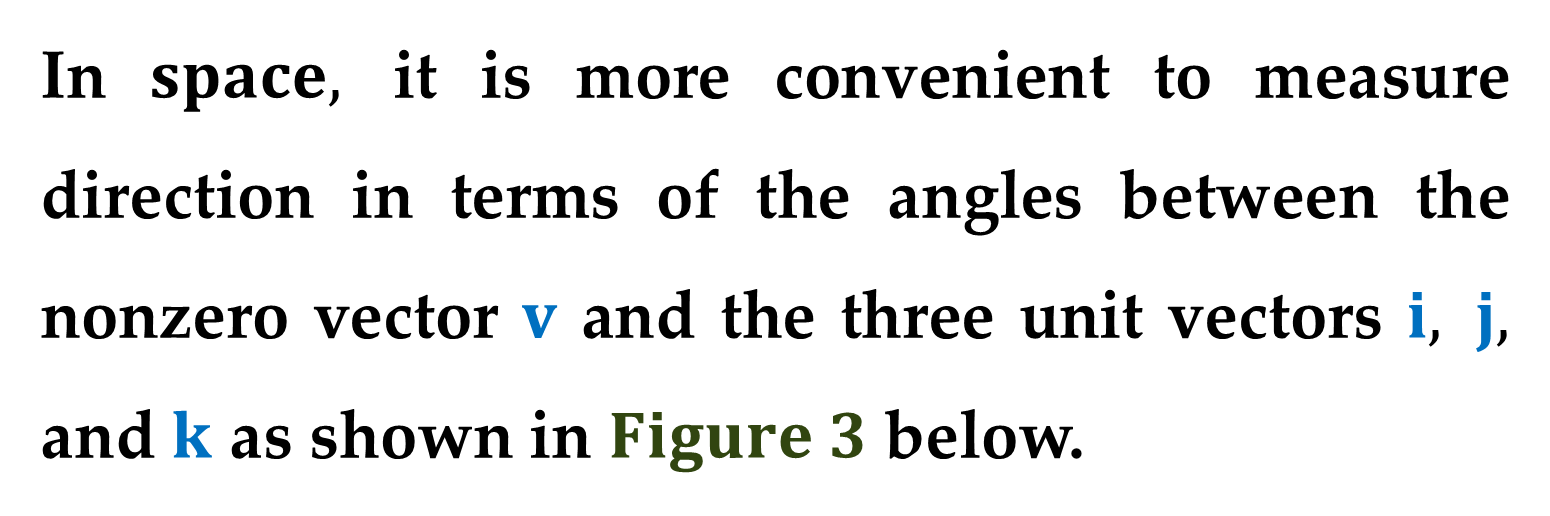 In space, it is more convenient to measure
direction in terms of the angles between the
nonzero vector v and the three unit vectors i, j,
and k as shown in Figure 3 below.